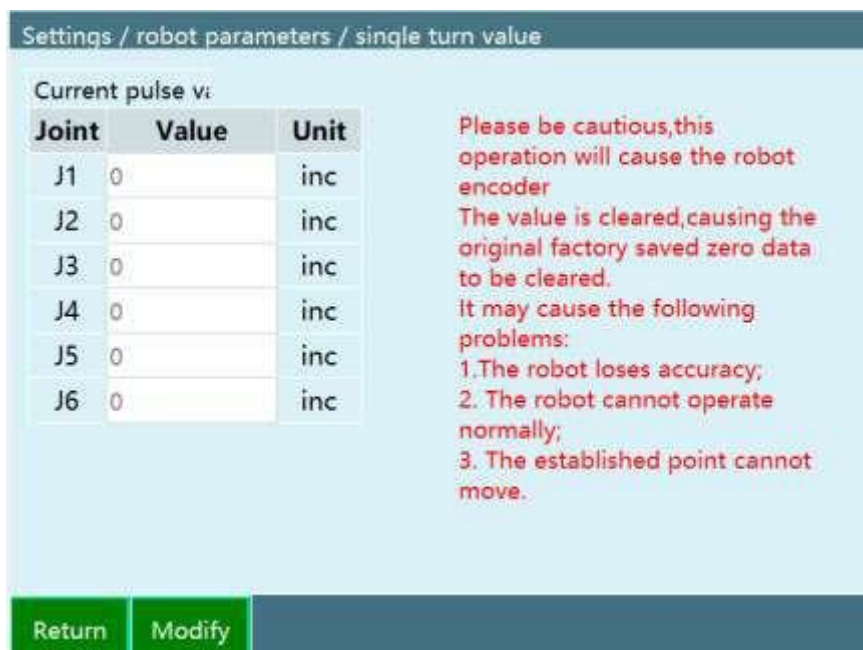 Settings / robot parameters / single turn value
Current pulse
Joint Value Unit
J1 0 inc
J2 0 inc
J3 0 inc
J4 0 inc
J5 0 inc
J6 0 inc
Please be cautious,this
operation will cause the robot
encoder
The value is cleared,causing the
original factory saved zero data
to be cleared.
It may cause the following
problems:
1.The robot loses accuracy;
2. The robot cannot operate
normally;
3. The established point cannot
move.
Return Modify